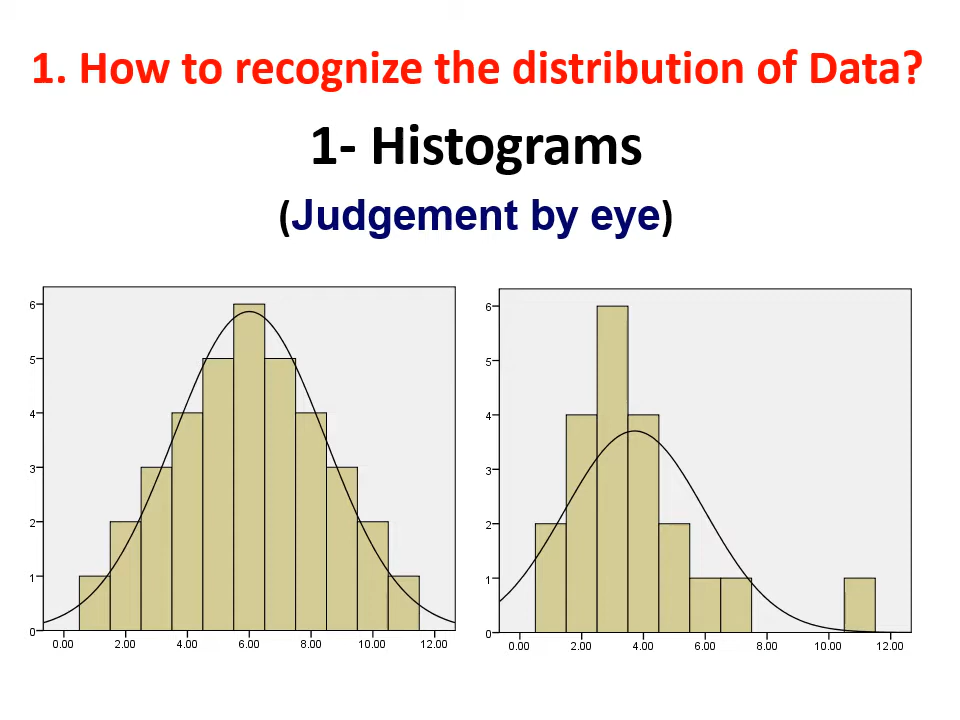 1. How to recognize the distribution of Data?
1- Histograms
(Judgement by eye)
6
5
4
3
2
1
0
0.00 2.00 4.00 6.00 8.00 10.00 12.00
6
5
4
3
2
1
0
0.00 2.00 4.00 6.00 8.00 10.00 12.00